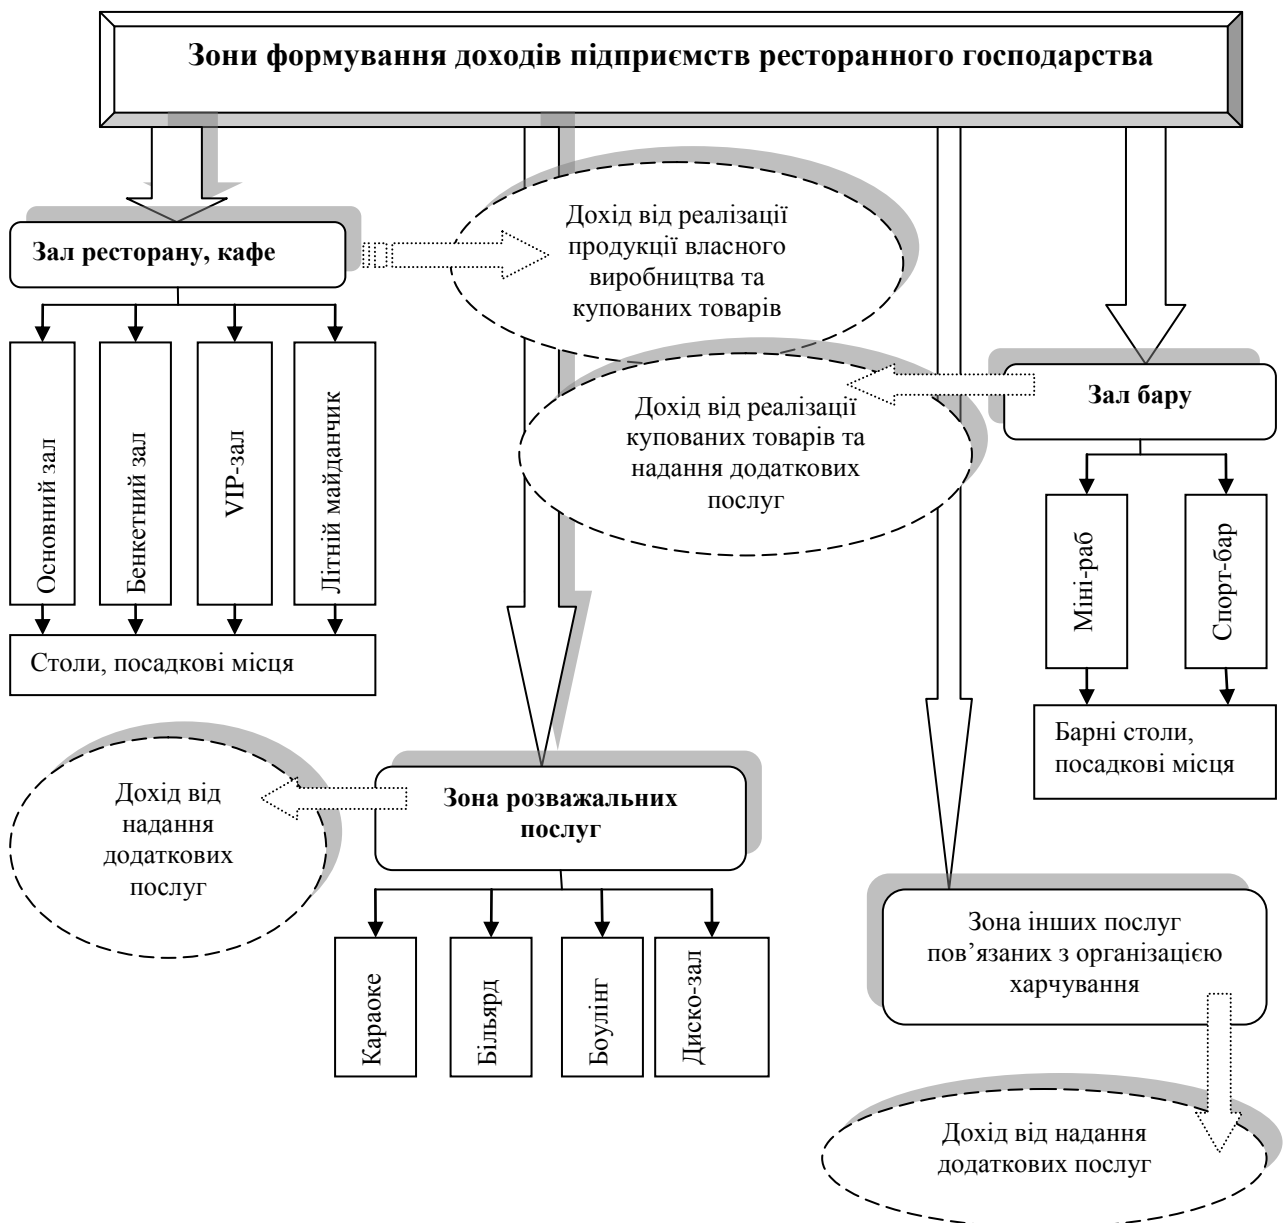 Зони формування доходів підприємств ресторанного господарства
Зал ресторану, кафе
Дохід від реалізації
продукції власного
виробництва та
купованих товарів
Основний зал
Бенкетний зал
VIP-зал
Літній майданчик
Столи, посадкові місця
Дохід від реалізації
купованих товарів та
надання додаткових
послуг
Зал бару
Міні-раб
Спорт-бар
Барні столи,
посадкові місця
Дохід від
надання
додаткових
послуг
Зона розважальних
послуг
Караоке
Більярд
Боулінг
Диско-зал
Зона інших послуг
пов’язаних з організацією
харчування
Дохід від надання
додаткових послуг